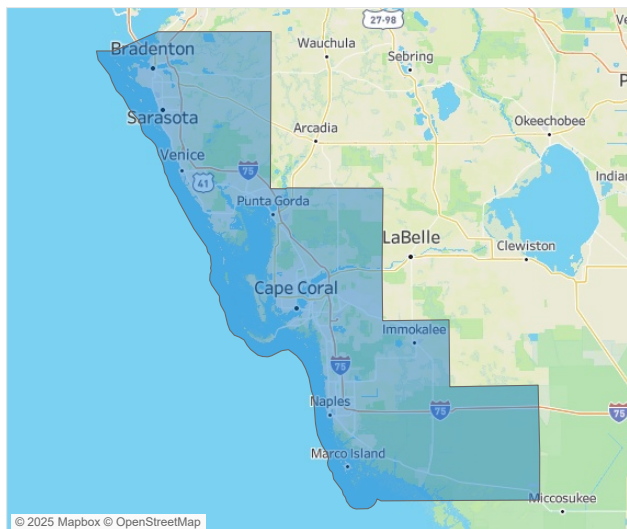 27-98
Ve
Wauchula
Bradenton
Sebring
P
Sarasota
Okeechobee
Arcadia
Venice
75
41
Indian
Punta Gorda
LaBelle
Clewiston
Cape Coral
Immokalee
75
Naples
75
75
Marco Island
Miccosukee
© 2025 Mapbox © OpenStreetMap